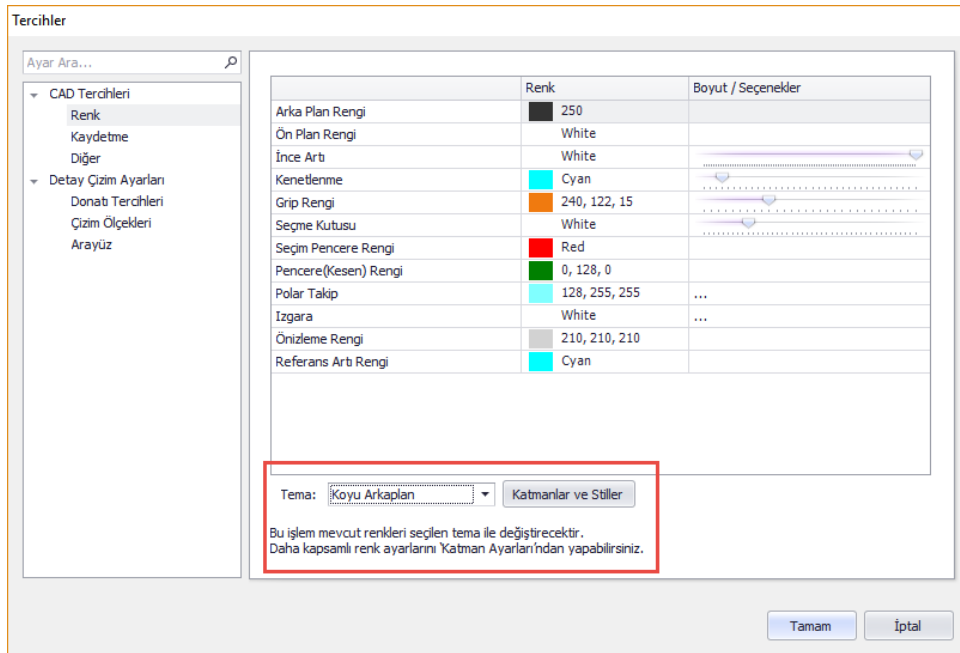 Tercihler
Ayar Ara...
CAD Tercihleri
Renk
Kaydetme
Diğer
Detay Çizim Ayarları
Donatı Tercihleri
Çizim Ölçekleri
Arayüz
Renk Boyut / Seçenekler
Arka Plan Rengi 250
Ön Plan Rengi White
İnce Artı White
Kenetlenme Cyan
Grip Rengi 240, 122, 15
Seçme Kutusu White
Seçim Pencere Rengi Red
Pencere(Kesen) Rengi 0, 128, 0
Polar Takip 128, 255, 255 ...
Izgara White ...
Önizleme Rengi 210, 210, 210
Referans Artı Rengi Cyan
Tema: Koyu Arkaplan Katmanlar ve Stiller
Bu işlem mevcut renkleri seçilen tema ile değiştirecektir.
Daha kapsamlı renk ayarlarını 'Katman Ayarları'ndan yapabilirsiniz.
Tamam İptal